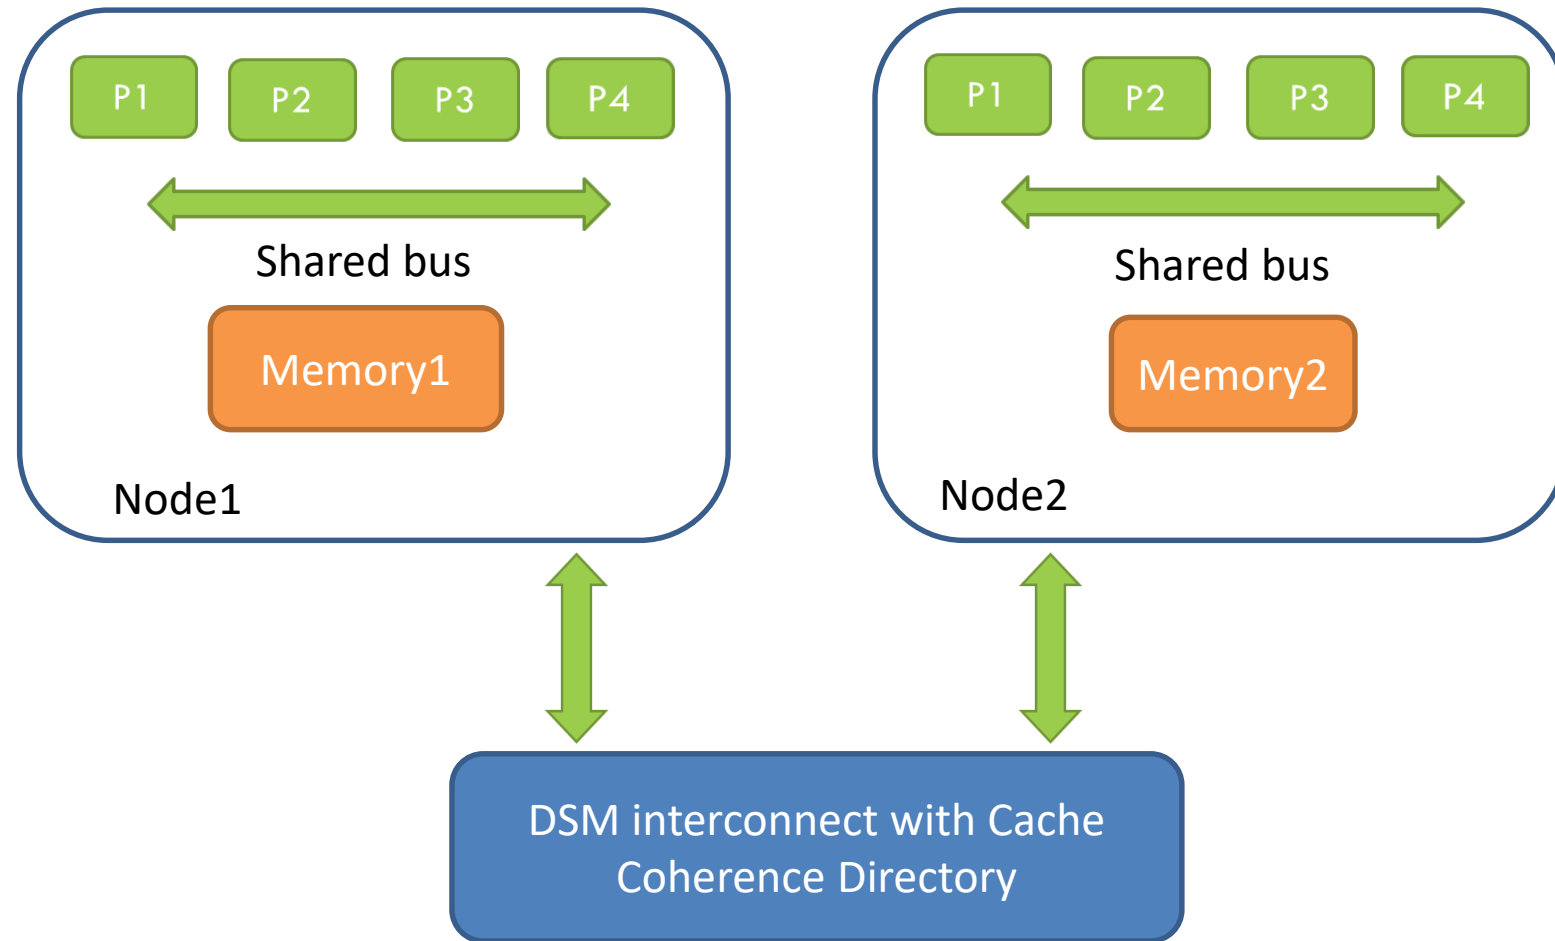 P1 P2 P3 P4
Shared bus
Memory1
Node1
P1 P2 P3 P4
Shared bus
Memory2
Node2
DSM interconnect with Cache
Coherence Directory